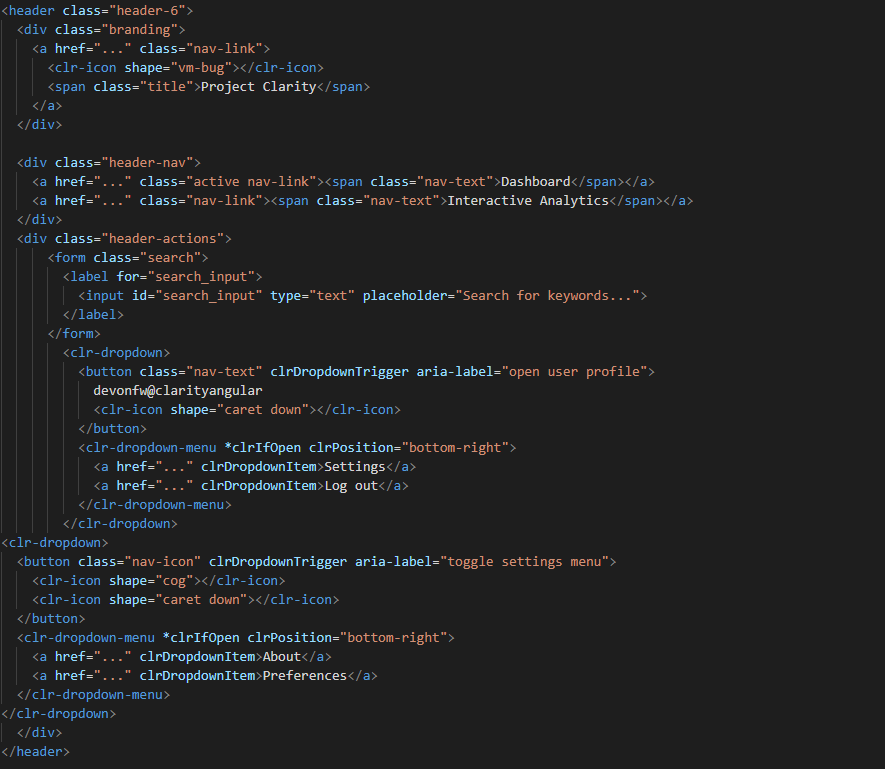 <header class="header-6">
  <div class="branding">
    <a href="..." class="nav-link">
      <clr-icon shape="vm-bug"></clr-icon>
      <span class="title">Project Clarity</span>
    </a>
  </div>

  <div class="header-nav">
    <a href="..." class="active nav-link"><span class="nav-text">Dashboard</span></a>
    <a href="..." class="nav-link"><span class="nav-text">Interactive Analytics</span></a>
  </div>
  <div class="header-actions">
      <form class="search">
        <label for="search_input">
          <input id="search_input" type="text" placeholder="Search for keywords...">
        </label>
      </form>
        <clr-dropdown>
          <button class="nav-text" clrDropdownTrigger aria-label="open user profile">
            devonfw@clarityangular
            <clr-icon shape="caret down"></clr-icon>
          </button>
          <clr-dropdown-menu *clrIfOpen clrPosition="bottom-right">
            <a href="..." clrDropdownItem>Settings</a>
            <a href="..." clrDropdownItem>Log out</a>
          </clr-dropdown-menu>
        </clr-dropdown>
<clr-dropdown>
  <button class="nav-icon" clrDropdownTrigger aria-label="toggle settings menu">
    <clr-icon shape="cog"></clr-icon>
    <clr-icon shape="caret down"></clr-icon>
  </button>
  <clr-dropdown-menu *clrIfOpen clrPosition="bottom-right">
    <a href="..." clrDropdownItem>About</a>
    <a href="..." clrDropdownItem>Preferences</a>
  </clr-dropdown-menu>
</clr-dropdown>
  </div>
</header>